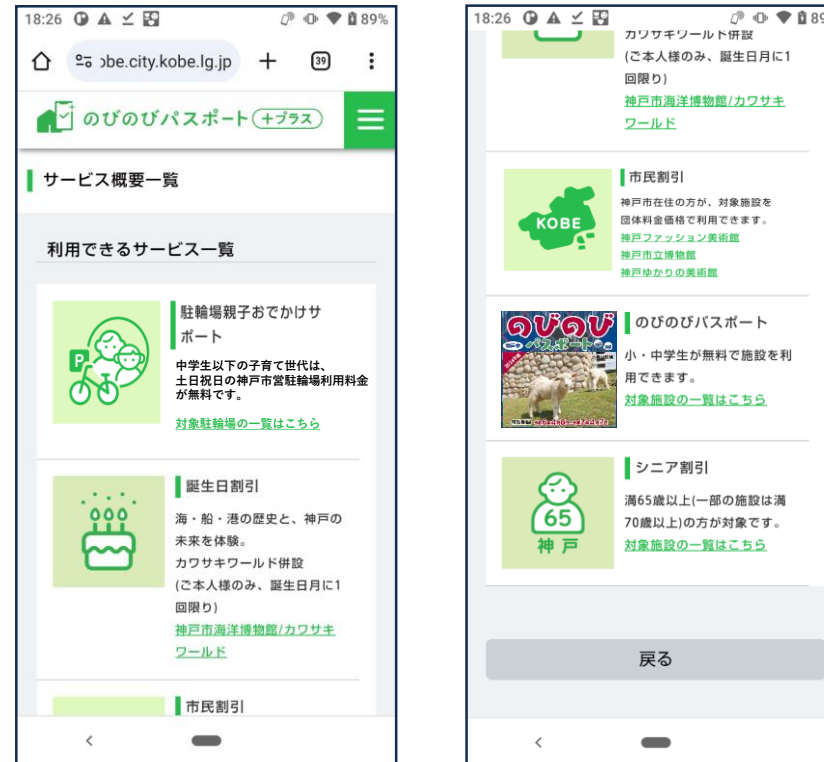 18:26
89%
obe.city.kobe.lg.jp
39
のびのびパスポート +プラス
サービス概要一覧
利用できるサービス一覧
P
駐輪場親子おでかけサ
ポート
中学生以下の子育て世代は、
土日祝日の神戸市営駐輪場利用料金
が無料です。
対象駐輪場の一覧はこちら
誕生日割引
海・船・港の歴史と、神戸の
未来を体験。
カワサキワールド併設
(ご本人様のみ、誕生日月に1
回限り)
神戸市海洋博物館/カワサキ
ワールド
市民割引
18:26
89
カワサキワールド併設
(ご本人様のみ、誕生日月に1
回限り)
神戸市海洋博物館/カワサキ
ワールド
KOBE
市民割引
神戸市在住の方が、対象施設を
団体料金価格で利用できます。
神戸ファッション美術館
神戸市立博物館
神戸ゆかりの美術館
のびのび
パスポート
のびのびパスポート
小・中学生が無料で施設を利
用できます。
対象施設の一覧はこちら
65
神戸
シニア割引
満65歳以上(一部の施設は満
70歳以上)の方が対象です。
対象施設の一覧はこちら
戻る